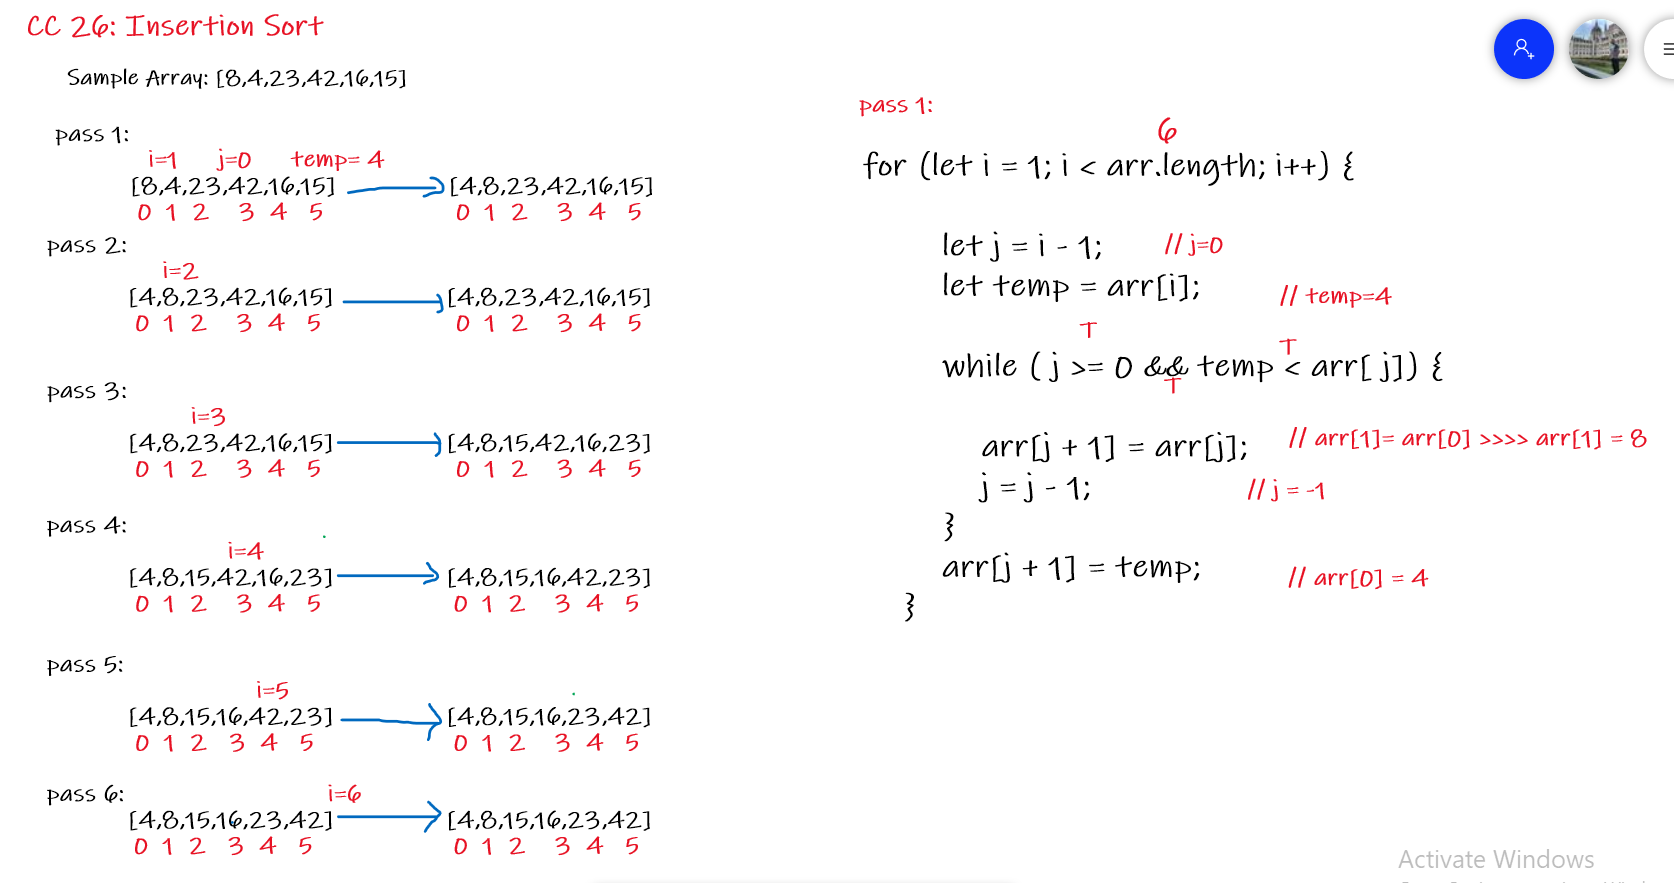 CC 26: Insertion Sort
Sample Array: [8,4,23,42,16,15]
pass 1:
i=1 j=0 temp= 4
[8,4,23,42,16,15] [4,8,23,42,16,15]
0 1 2 3 4 5 0 1 2 3 4 5
pass 2:
i=2
[4,8,23,42,16,15] [4,8,23,42,16,15]
0 1 2 3 4 5 0 1 2 3 4 5
pass 3:
i=3
[4,8,23,42,16,15] [4,8,15,42,16,23]
0 1 2 3 4 5 0 1 2 3 4 5
pass 4:
i=4
[4,8,15,42,16,23] [4,8,15,16,42,23]
0 1 2 3 4 5 0 1 2 3 4 5
pass 5:
i=5
[4,8,15,16,42,23] [4,8,15,16,23,42]
0 1 2 3 4 5 0 1 2 3 4 5
pass 6:
i=6
[4,8,15,16,23,42] [4,8,15,16,23,42]
0 1 2 3 4 5 0 1 2 3 4 5
pass 1:
6
for (let i = 1; i < arr.length; i++) {
let j = i - 1; // j=0
let temp = arr[i]; // temp=4
T T
while ( j >= 0 && temp < arr[ j]) {
T
arr[j + 1] = arr[j]; // arr[1]= arr[0] >>>> arr[1] = 8
j = j - 1; // j = -1
}
arr[j + 1] = temp; // arr[0] = 4
}
Activate Windows